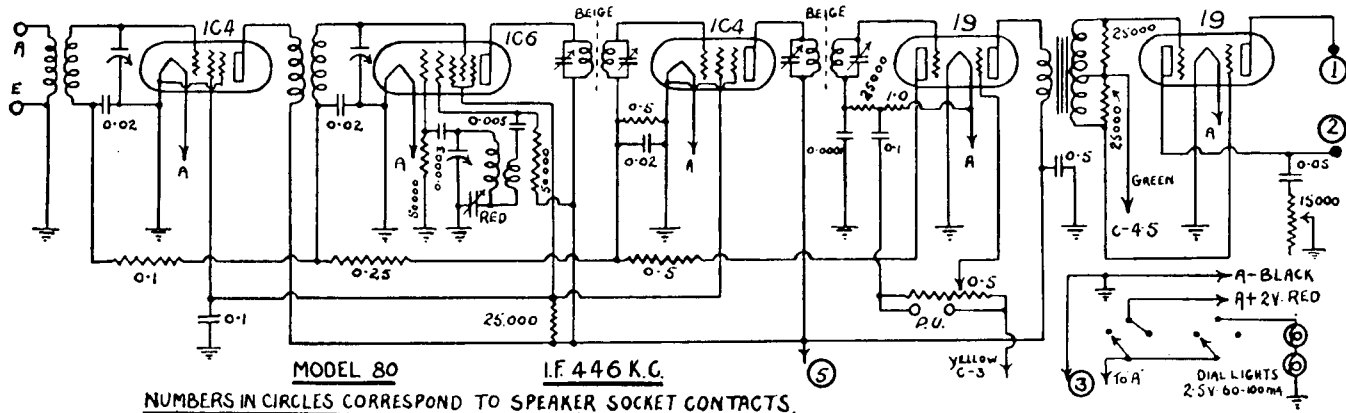 1C4
1C6
BEIGE
1C4
BEIGE
19
19
A
E
0.02
A
0.02
A
50000
0.0003
0.005
50000
RED
0.5
0.02
A
25000
1.0
0.1
A
25000
25000
0.5
GREEN
C-4.5
A
1
2
0.05
15000
0.1
0.25
0.5
0.5
P.U.
0.1
25.000
YELLOW
C-3
A-BLACK
A+2V.RED
TO 'A'
3
5
6
6
DIAL LIGHTS
2.5V 60-100MA
MODEL 80
I.F. 446 K.C.
NUMBERS IN CIRCLES CORRESPOND TO SPEAKER SOCKET CONTACTS.